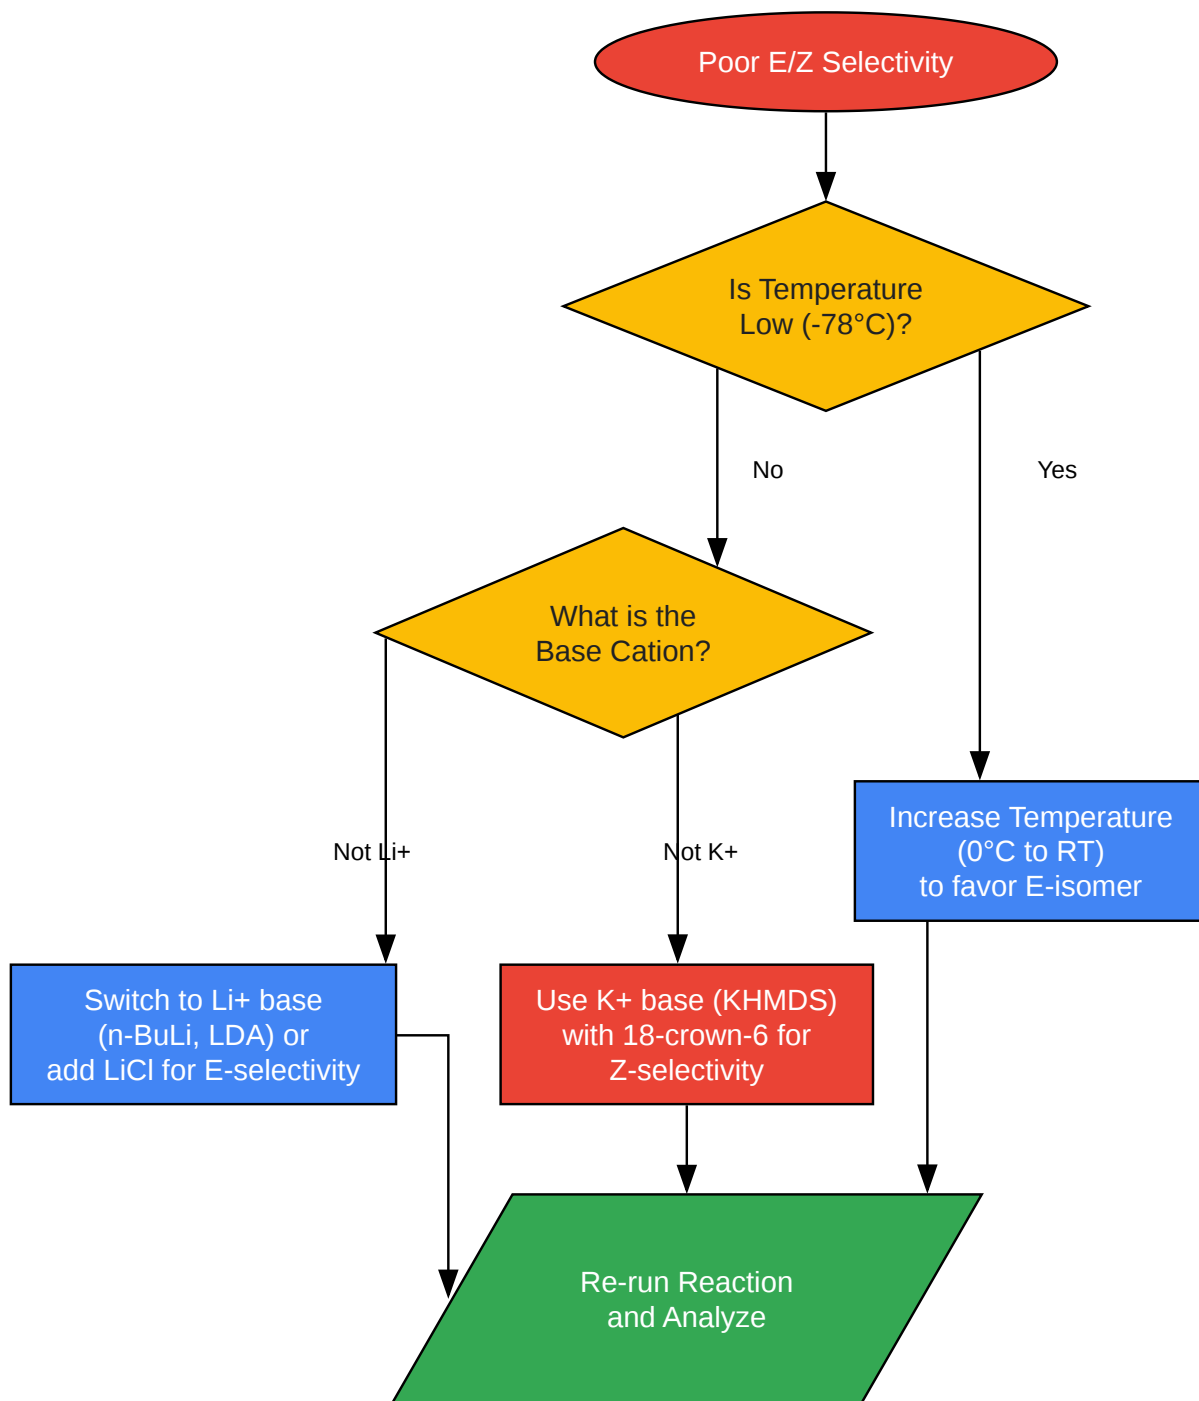 Poor E/Z Selectivity
Is Temperature
Low (-78°C)?
No
Yes
What is the
Base Cation?
Not Li+
Not K+
Increase Temperature
(0°C to RT)
to favor E-isomer
Switch to Li+ base
(n-BuLi, LDA) or
add LiCl for E-selectivity
Use K+ base (KHMDS)
with 18-crown-6 for
Z-selectivity
Re-run Reaction
and Analyze